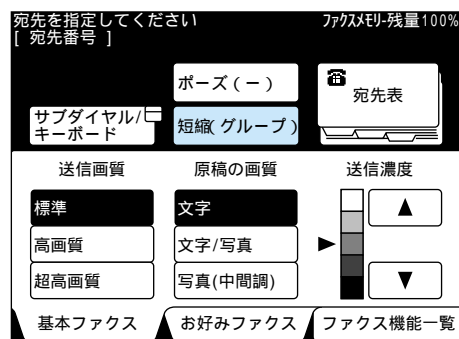 宛先を指定してください ファクスメモリ-残量100%
[ 宛先番号 ]
ポーズ(ー)
宛先表
サブダイヤル/
キーボード
短縮(グループ)
送信画質 原稿の画質 送信濃度
標準 文字
高画質 文字/写真
超高画質 写真(中間調)
基本ファクス お好みファクス ファクス機能一覧